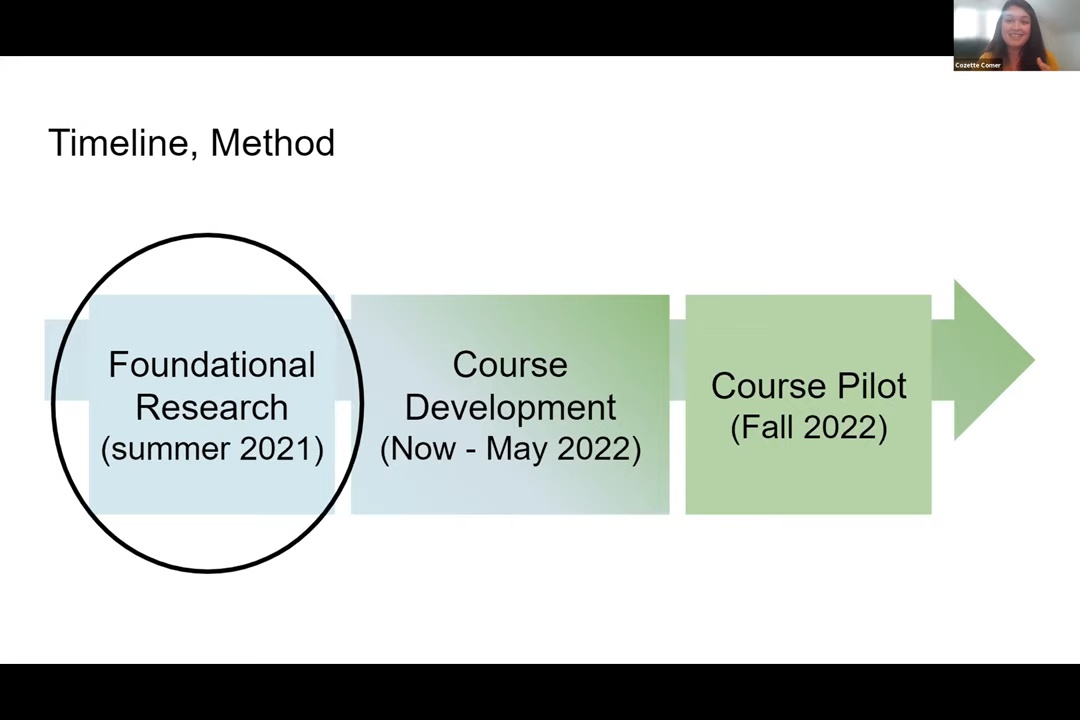 Cozette Comer
Timeline, Method
Foundational
Research
(summer 2021)
Course
Development
(Now - May 2022)
Course Pilot
(Fall 2022)